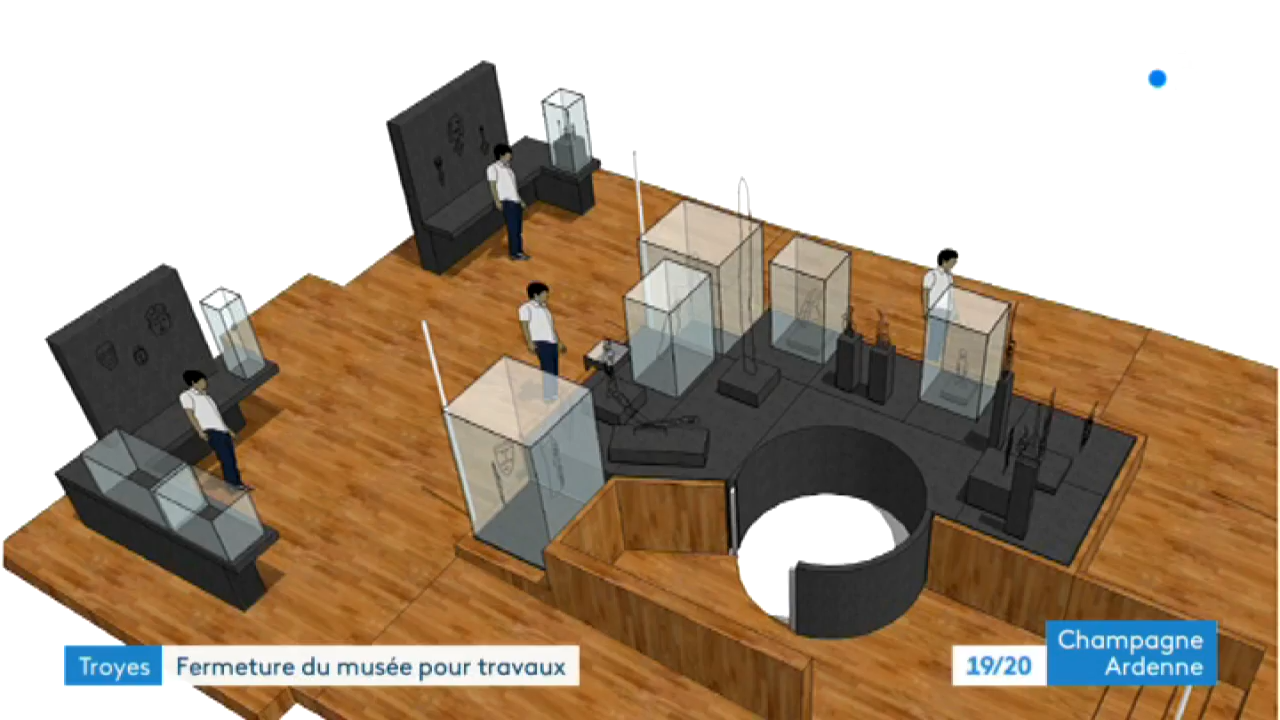 Troyes
Fermeture du musée pour travaux
19/20
Champagne
Ardenne